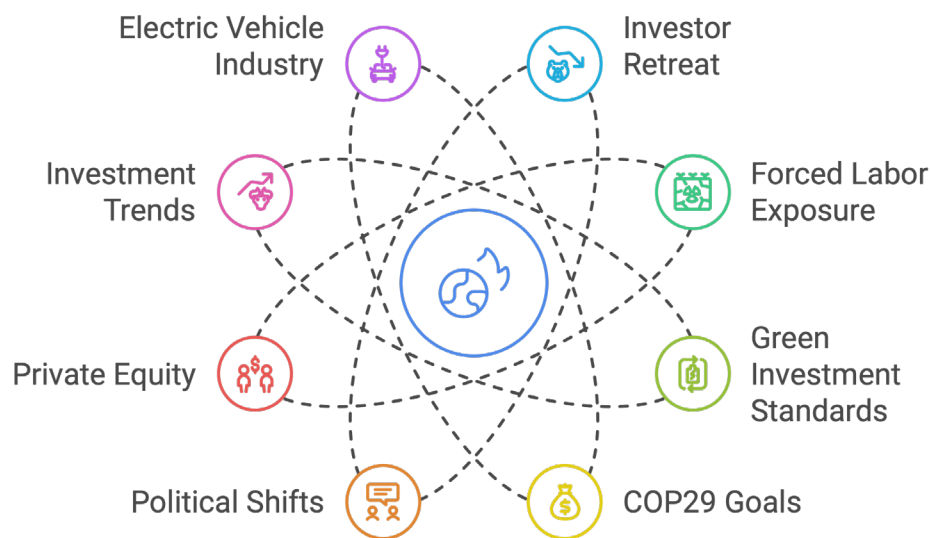 Electric Vehicle
Industry
Investor
Retreat
Investment
Trends
Forced Labor
Exposure
Private Equity
Green
Investment
Standards
Political Shifts
COP29 Goals